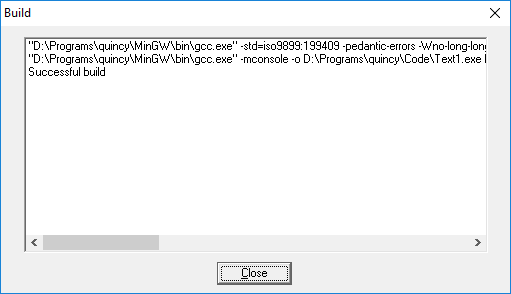 Build
"D:\Programs\quincy\MinGW\bin\gcc.exe" -std=iso9899:199409 -pedantic-errors -Wno-long-long
"D:\Programs\quincy\MinGW\bin\gcc.exe" -mconsole -o D:\Programs\quincy\Code\Text1.exe
Successful build
Close